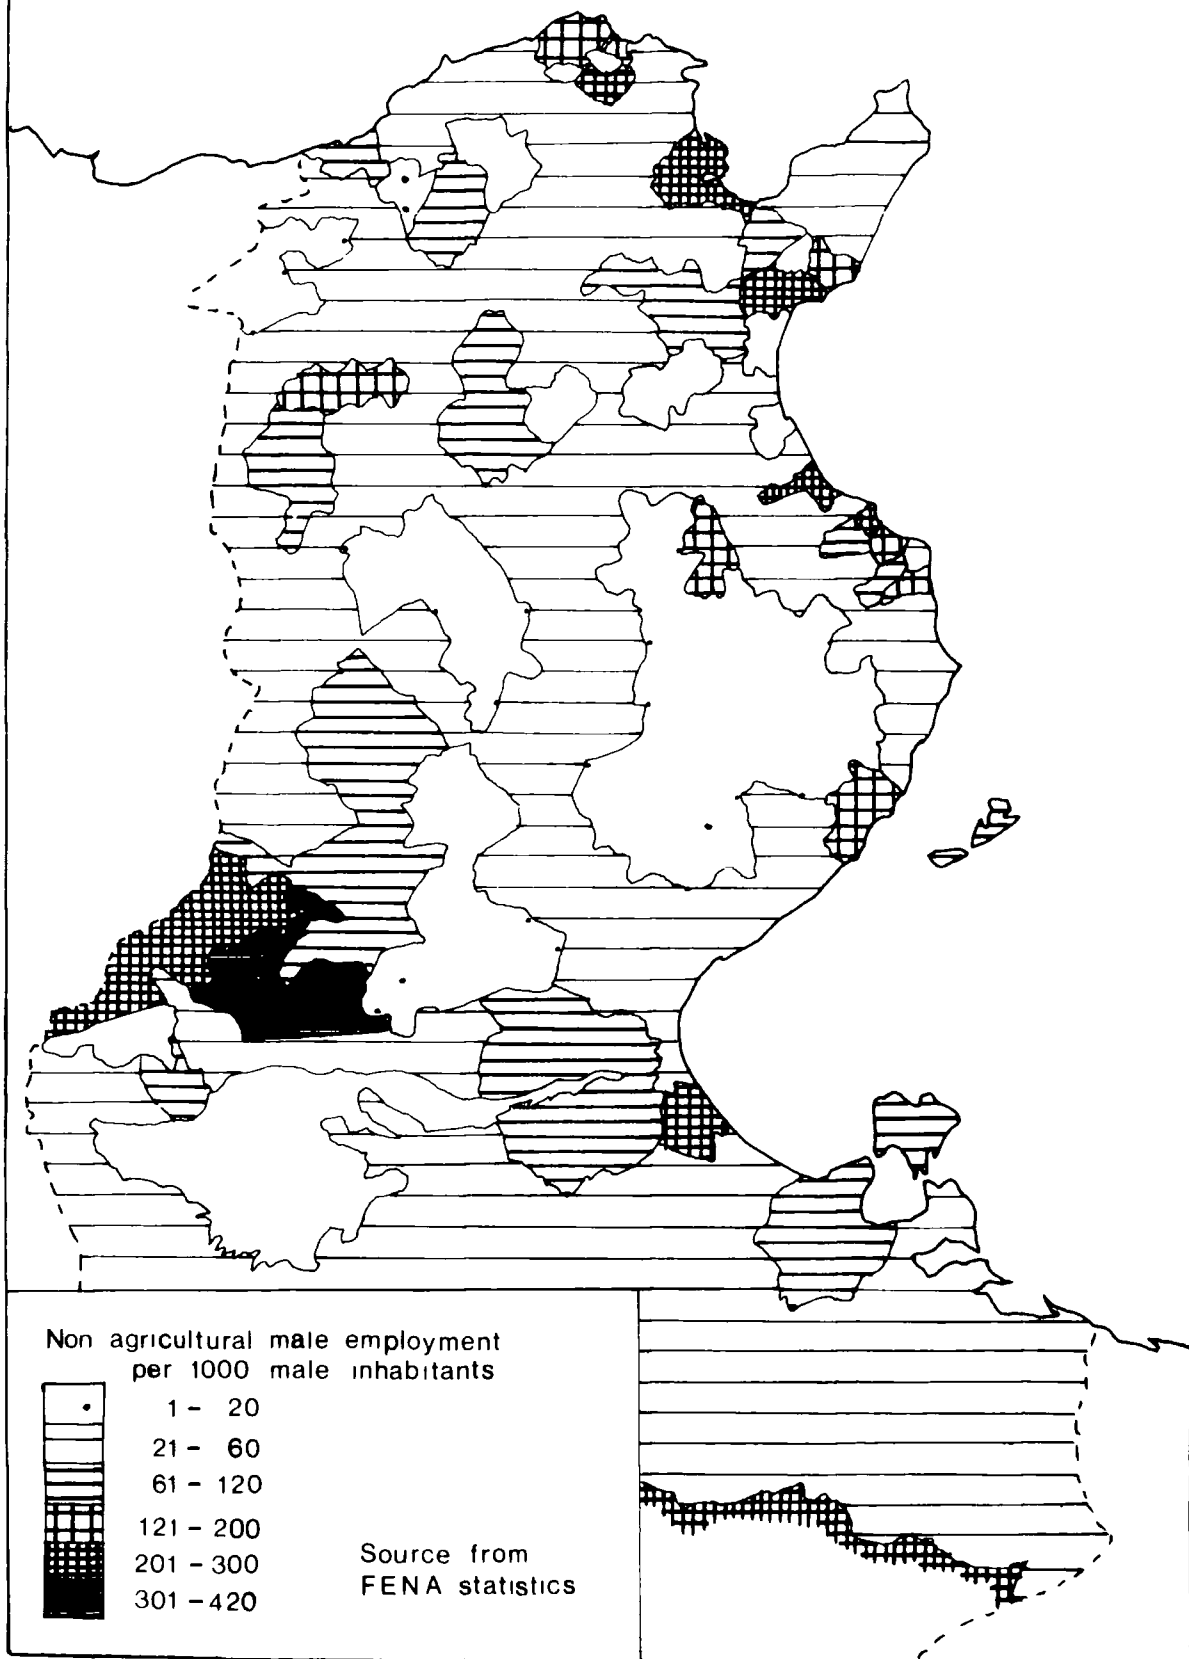 Non agricultural male employment
per 1000 male inhabitants
1 - 20
21 - 60
61 - 120
121 - 200
201 - 300
301 - 420
Source from
FENA statistics